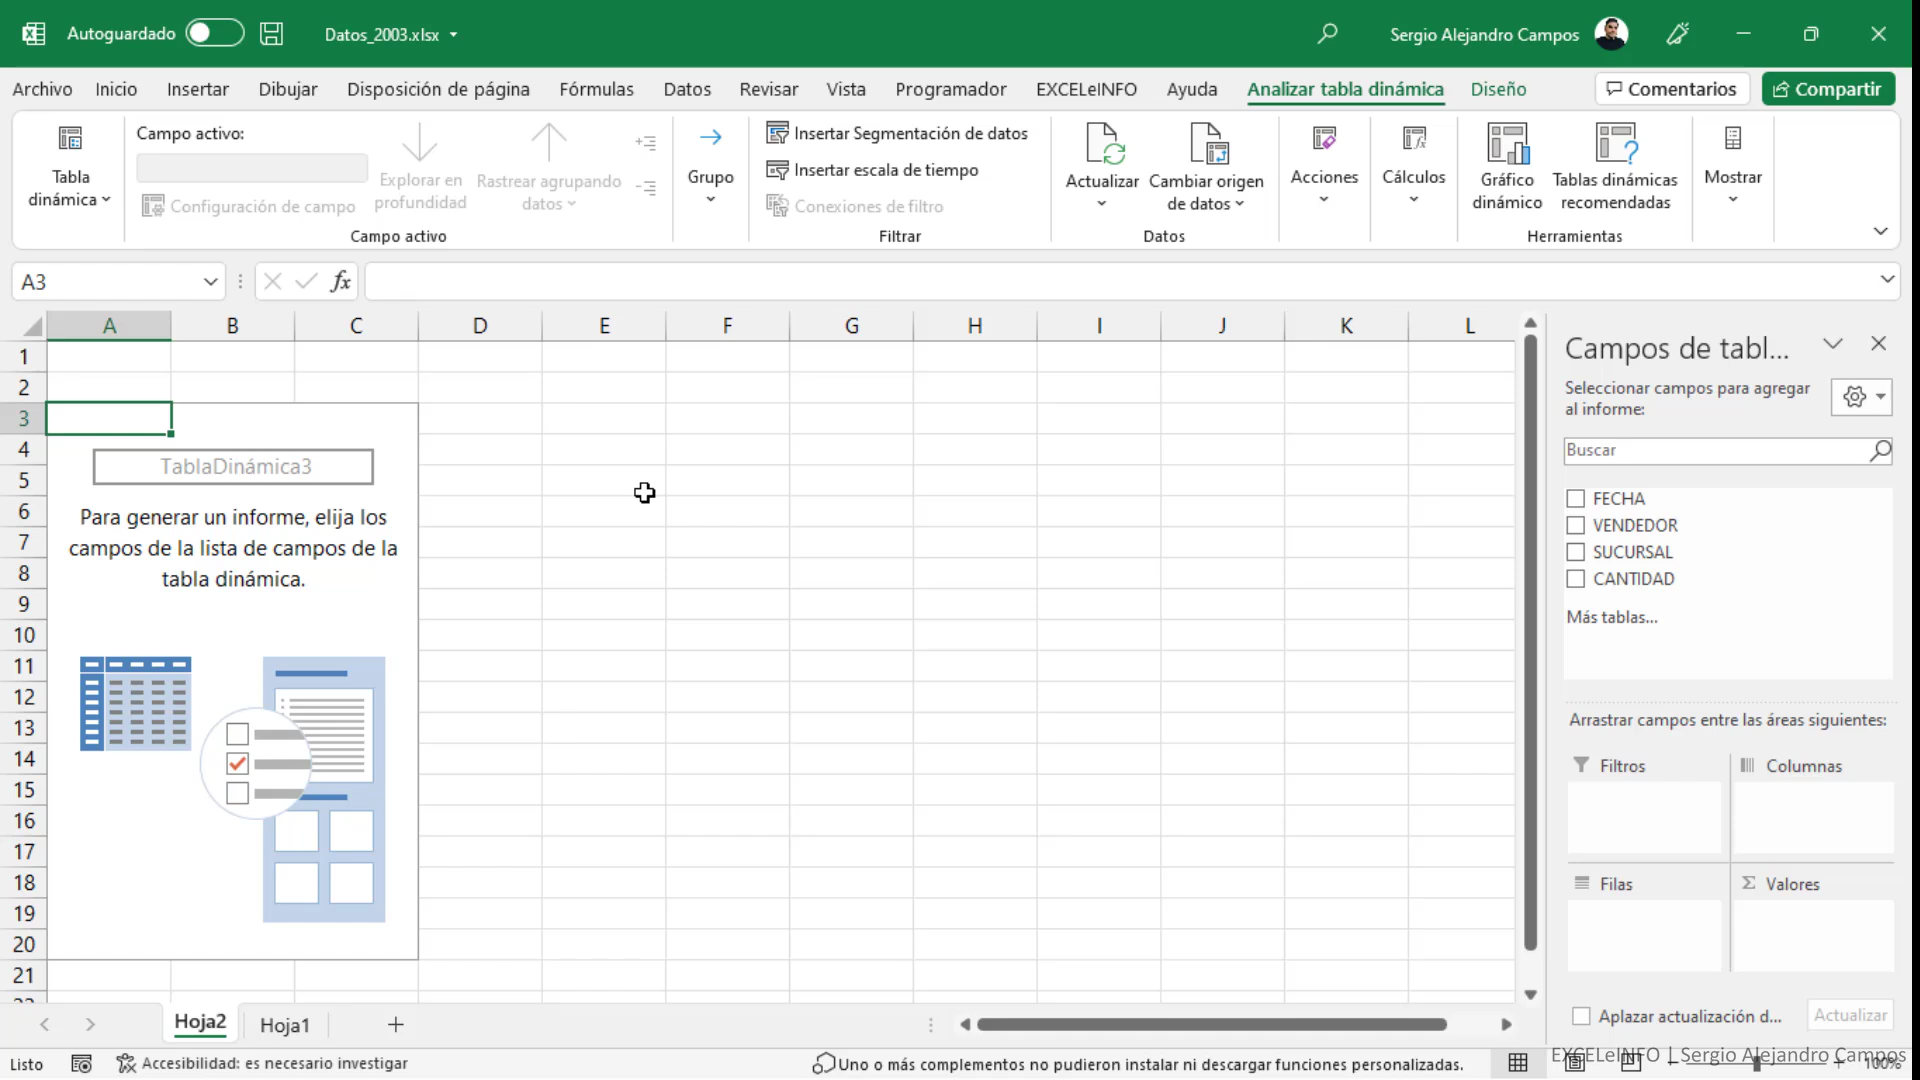 Autoguardado
Datos_2003.xlsx
Sergio Alejandro Campos
Archivo Inicio Insertar Dibujar Disposición de página Fórmulas Datos Revisar Vista Programador EXCELeINFO Ayuda Analizar tabla dinámica Diseño Comentarios Compartir
Tabla dinámica
Campo activo:
Configuración de campo
Explorar en profundidad
Rastrear agrupando datos
Campo activo
Grupo
Insertar Segmentación de datos
Insertar escala de tiempo
Conexiones de filtro
Filtrar
Actualizar
Cambiar origen de datos
Datos
Acciones
Cálculos
Gráfico dinámico
Tablas dinámicas recomendadas
Herramientas
Mostrar
A3
fx
A B C D E F G H I J K L
1
2
3
4
5
6
7
8
9
10
11
12
13
14
15
16
17
18
19
20
21
TablaDinámica3
Para generar un informe, elija los
campos de la lista de campos de la
tabla dinámica.
Campos de tabl...
Seleccionar campos para agregar
al informe:
Buscar
FECHA
VENDEDOR
SUCURSAL
CANTIDAD
Más tablas...
Arrastrar campos entre las áreas siguientes:
Filtros
Columnas
Filas
Σ Valores
Aplazar actualización d...
Actualizar
Hoja2 Hoja1
Listo
Accesibilidad: es necesario investigar
Uno o más complementos no pudieron instalar ni descargar funciones personalizadas.
EXCELeINFO | Sergio Alejandro Campos
100%